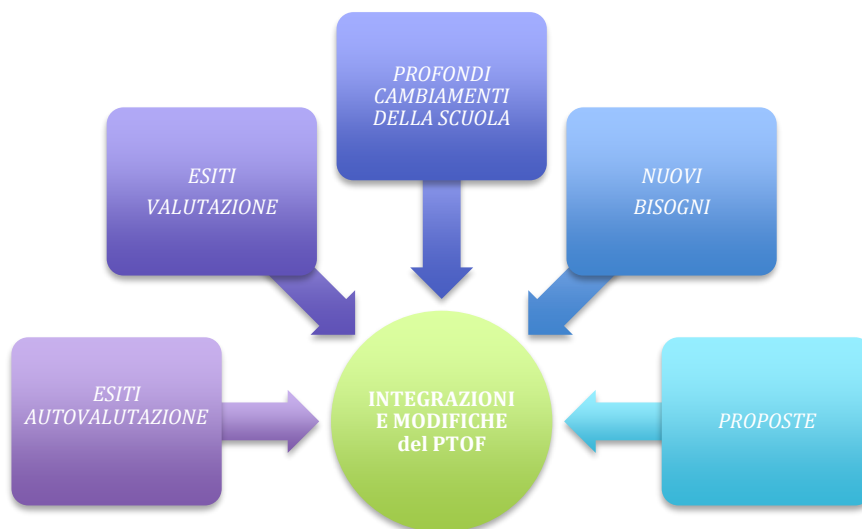 PROFONDI
CAMBIAMENTI
DELLA SCUOLA
ESITI
VALUTAZIONE
NUOVI
BISOGNI
ESITI
AUTOVALUTAZIONE
INTEGRAZIONI
E MODIFICHE
del PTOF
PROPOSTE